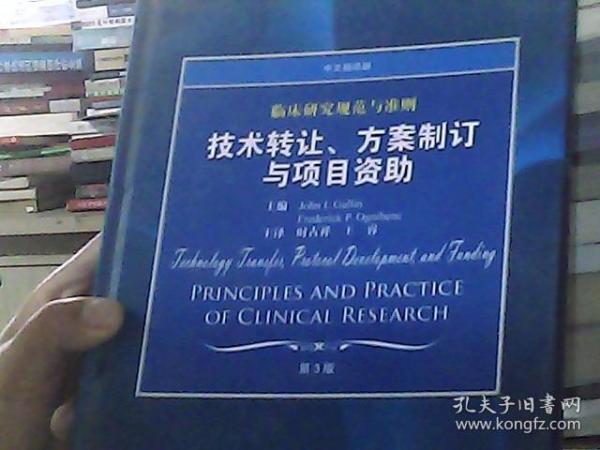 中文翻译版
临床研究规范与准则
技术转让、方案制订
与项目资助
主编 John I. Gallin
Frederick P. Ognibene
主译 时占祥 王睿
Technology Transfer, Protocol Development, and Funding
PRINCIPLES AND PRACTICE
OF CLINICAL RESEARCH
第3版
孔夫子旧书网
www.kongfz.com